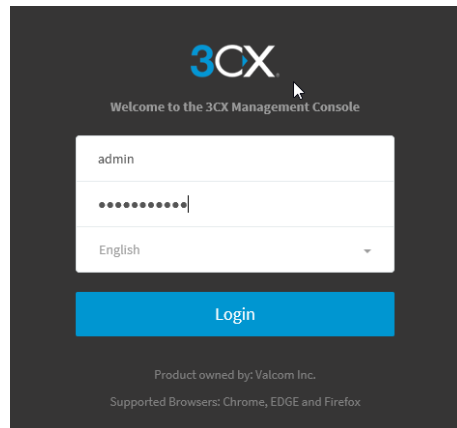 3CX
Welcome to the 3CX Management Console
admin
•••••••••••
English
Login
Product owned by: Valcom Inc.
Supported Browsers: Chrome, EDGE and Firefox